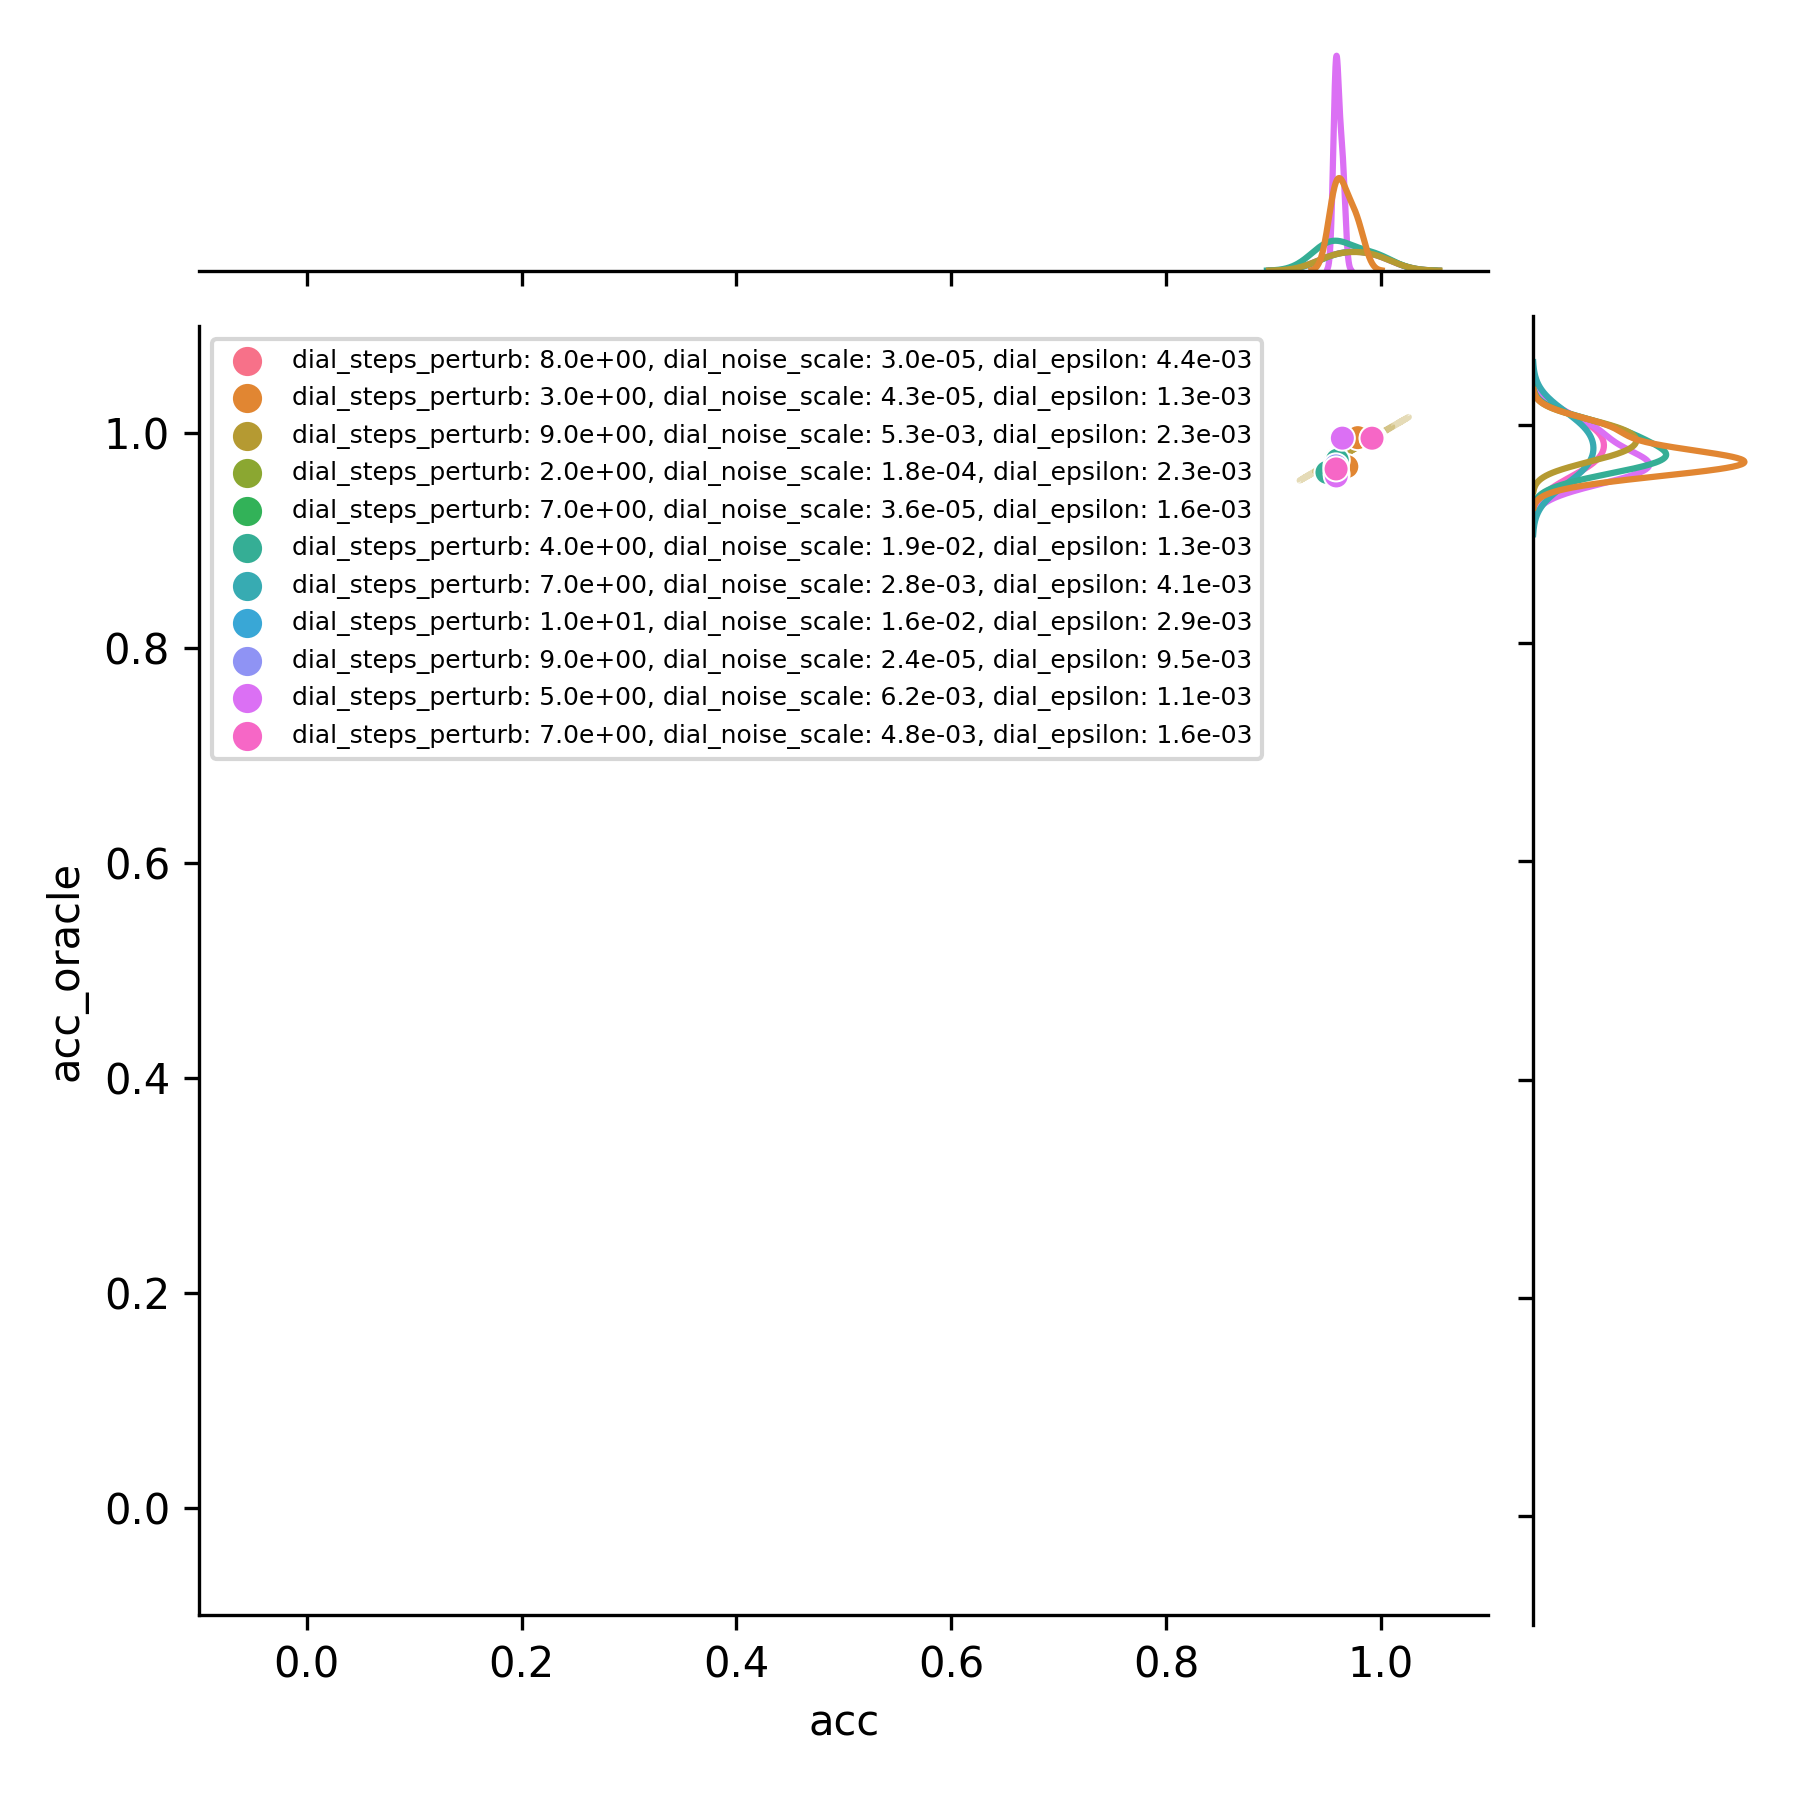 dial_steps_perturb: 8.0e+00, dial_noise_scale: 3.0e-05, dial_epsilon: 4.4e-03
dial_steps_perturb: 3.0e+00, dial_noise_scale: 4.3e-05, dial_epsilon: 1.3e-03
dial_steps_perturb: 9.0e+00, dial_noise_scale: 5.3e-03, dial_epsilon: 2.3e-03
dial_steps_perturb: 2.0e+00, dial_noise_scale: 1.8e-04, dial_epsilon: 2.3e-03
dial_steps_perturb: 7.0e+00, dial_noise_scale: 3.6e-05, dial_epsilon: 1.6e-03
dial_steps_perturb: 4.0e+00, dial_noise_scale: 1.9e-02, dial_epsilon: 1.3e-03
dial_steps_perturb: 7.0e+00, dial_noise_scale: 2.8e-03, dial_epsilon: 4.1e-03
dial_steps_perturb: 1.0e+01, dial_noise_scale: 1.6e-02, dial_epsilon: 2.9e-03
dial_steps_perturb: 9.0e+00, dial_noise_scale: 2.4e-05, dial_epsilon: 9.5e-03
dial_steps_perturb: 5.0e+00, dial_noise_scale: 6.2e-03, dial_epsilon: 1.1e-03
dial_steps_perturb: 7.0e+00, dial_noise_scale: 4.8e-03, dial_epsilon: 1.6e-03
1.0
0.8
0.6
0.4
0.2
0.0
acc_oracle
0.0 0.2 0.4 0.6 0.8 1.0
acc